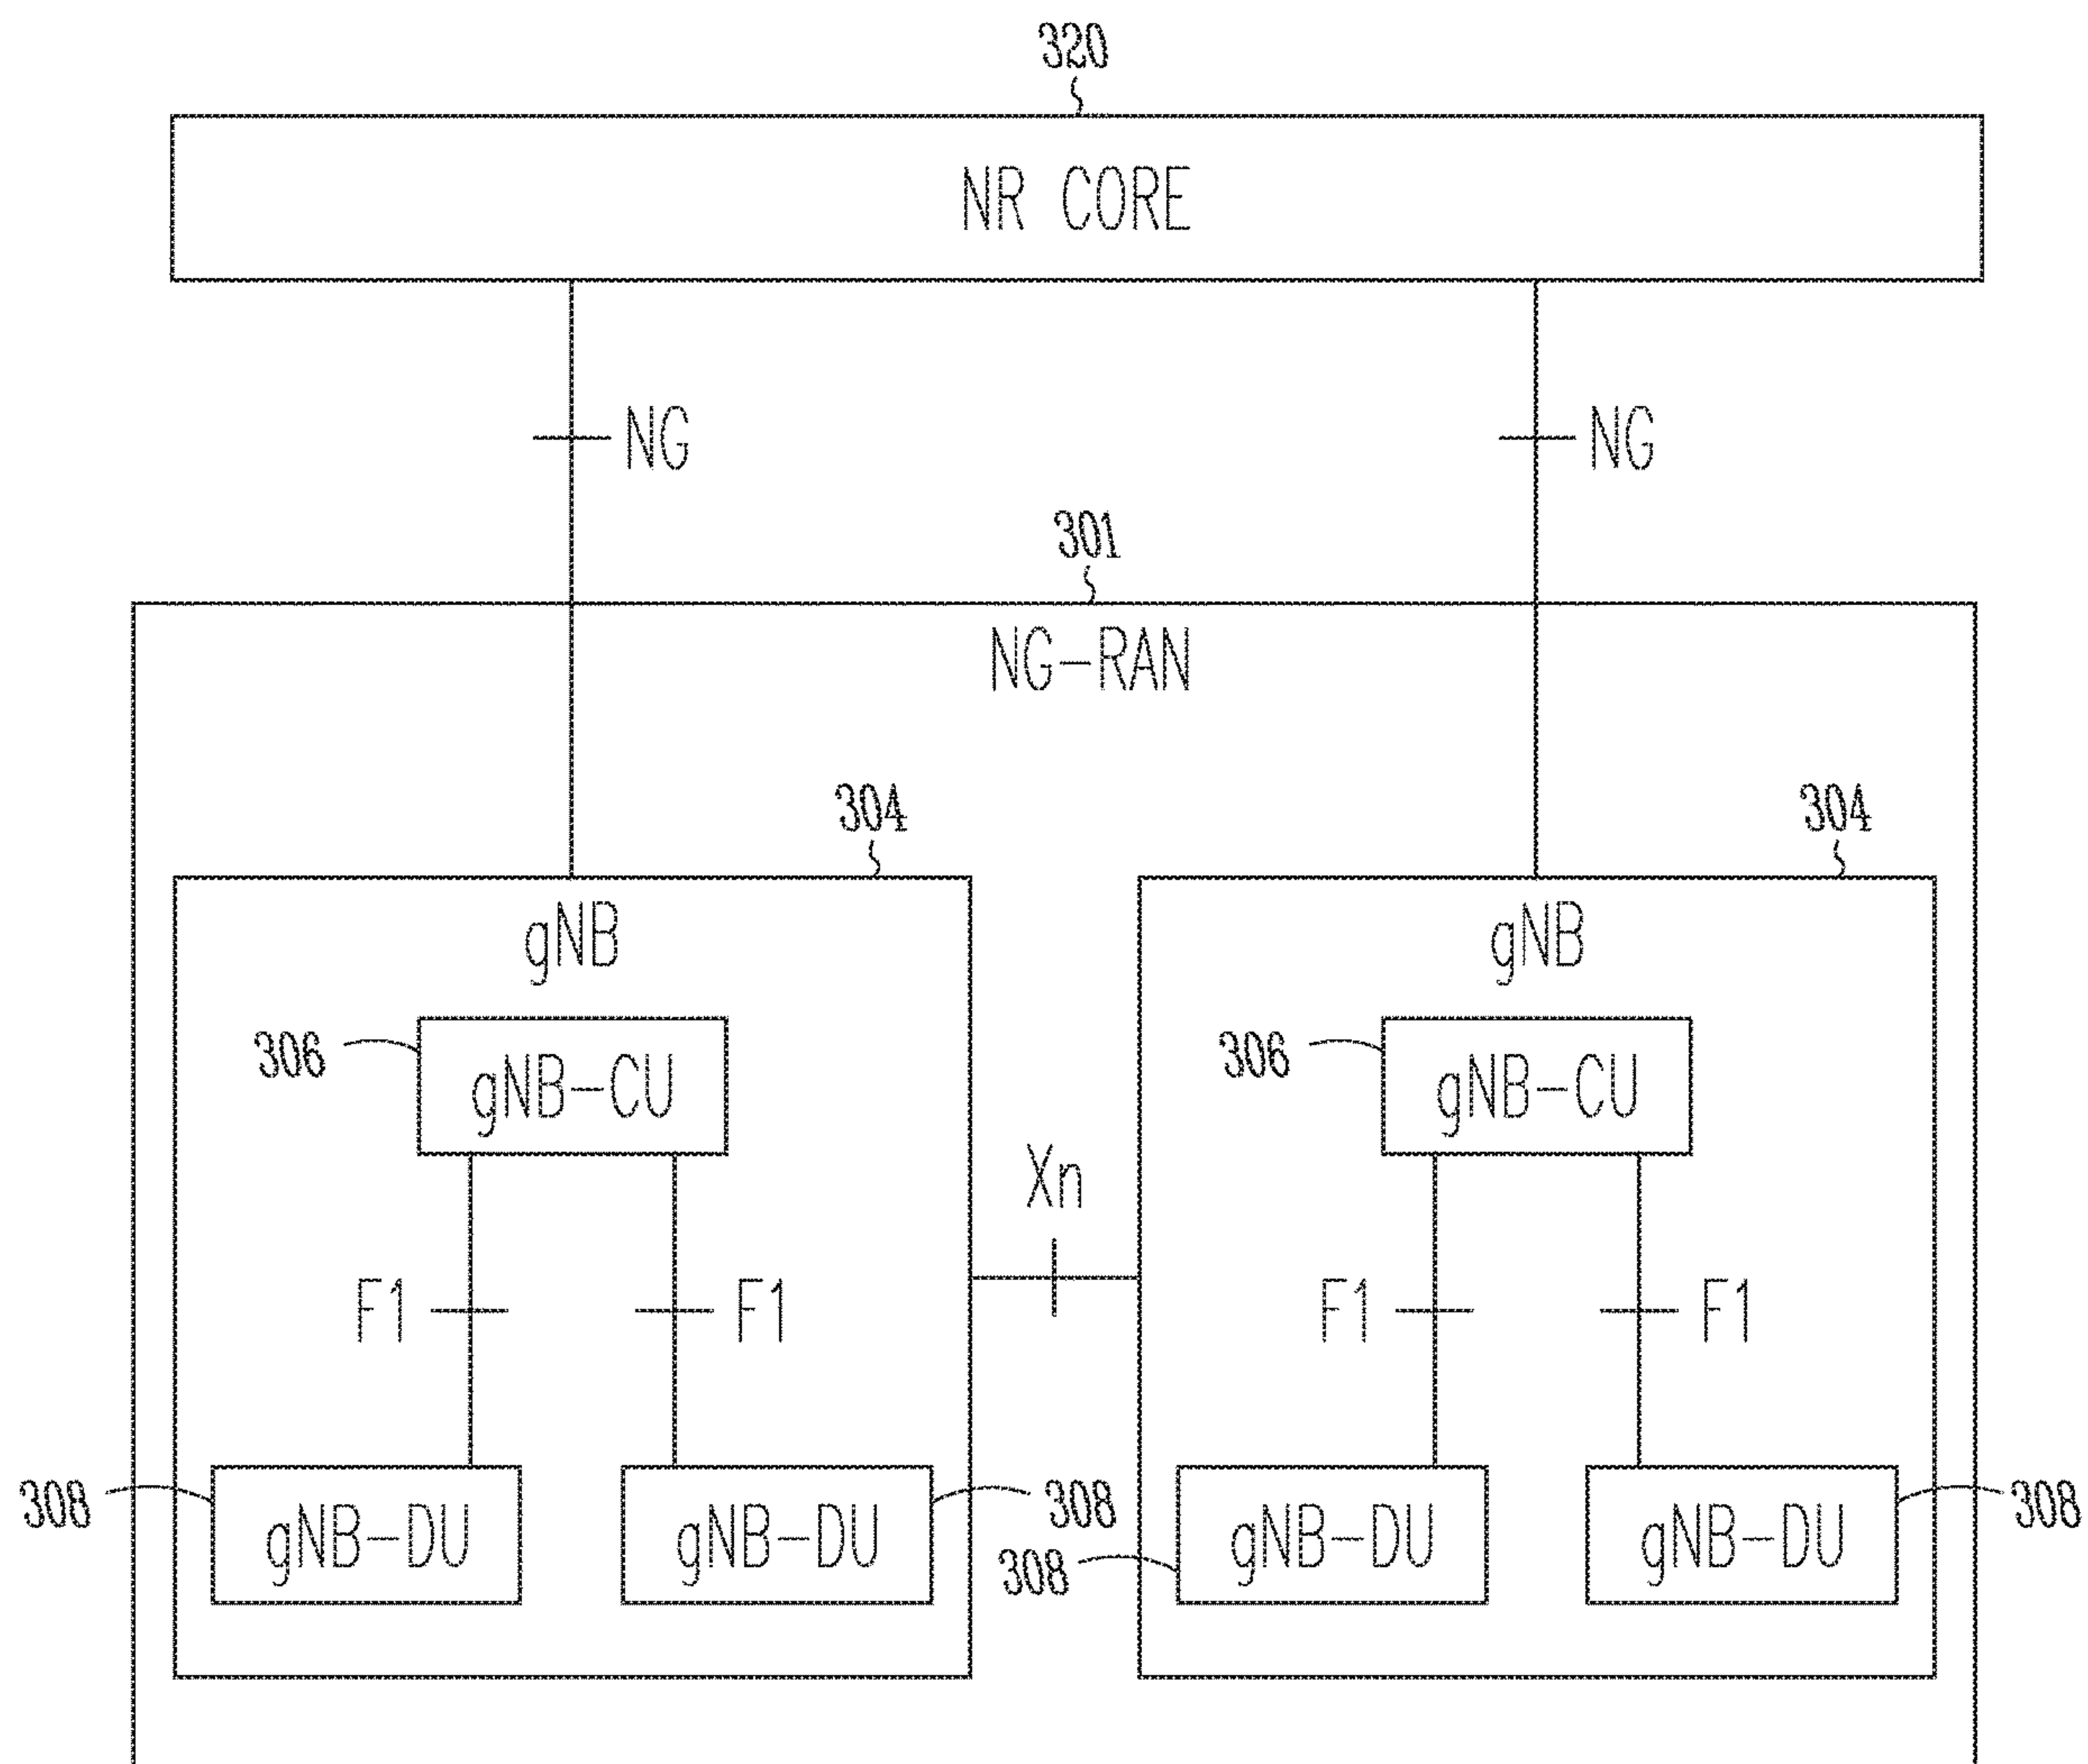 320
NR CORE
NG
NG
301
NG-RAN
304
304
gNB
gNB
306
gNB-CU
306
gNB-CU
Xn
F1
F1
F1
F1
308
gNB-DU
gNB-DU
308
308
gNB-DU
gNB-DU
308